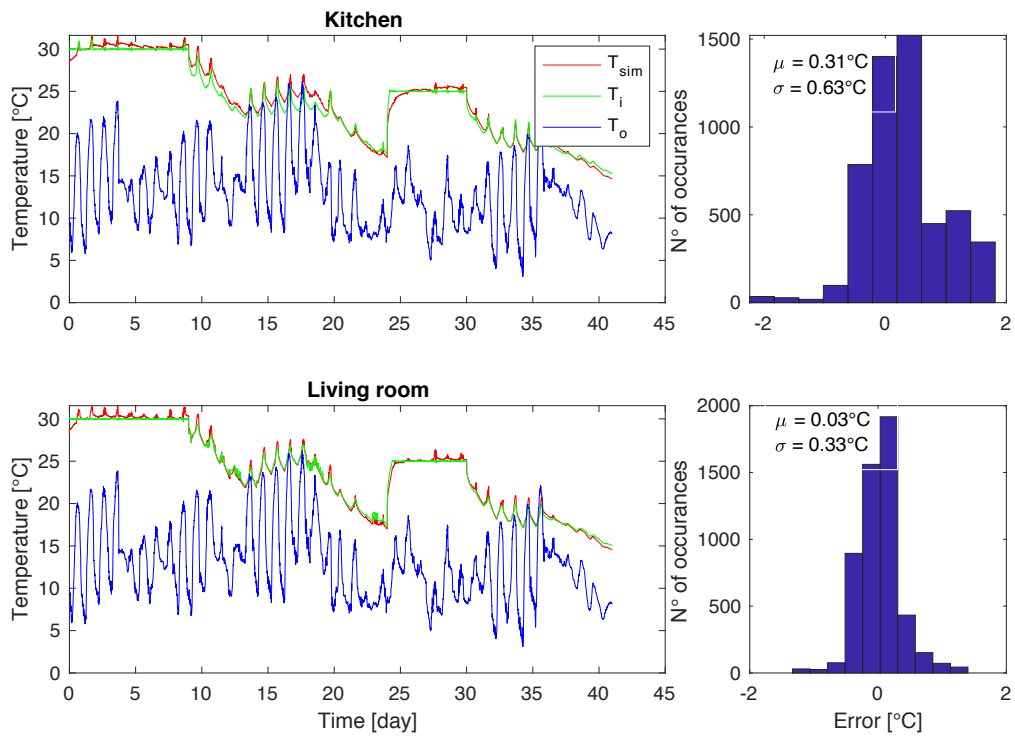 Kitchen
Temperature [°C]
30
25
20
15
10
5
0
0 5 10 15 20 25 30 35 40 45
T_sim
T_i
T_o
N° of occurances
1500
1000
500
0
-2 0 2
μ = 0.31°C
σ = 0.63°C
Living room
Temperature [°C]
30
25
20
15
10
5
0
0 5 10 15 20 25 30 35 40 45
Time [day]
N° of occurances
2000
1500
1000
500
0
-2 0 2
μ = 0.03°C
σ = 0.33°C
Error [°C]